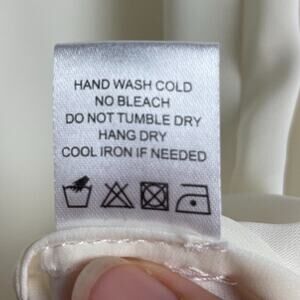 HAND WASH COLD
NO BLEACH
DO NOT TUMBLE DRY
HANG DRY
COOL IRON IF NEEDED